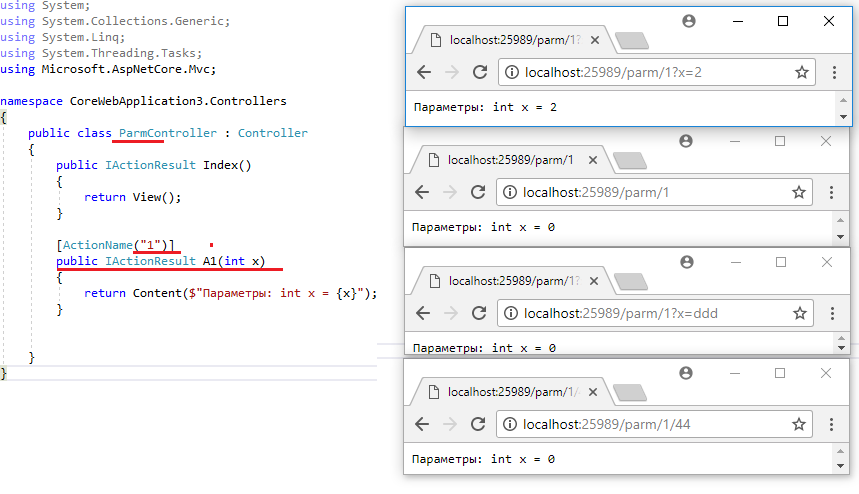 using System;
using System.Collections.Generic;
using System.Linq;
using System.Threading.Tasks;
using Microsoft.AspNetCore.Mvc;
namespace CoreWebApplication3.Controllers
{
public class ParmController : Controller
{
public IActionResult Index()
{
return View();
}
[ActionName("1")]
public IActionResult A1(int x)
{
return Content($"Параметры: int x = {x}");
}
}
}
localhost:25989/parm/1?
localhost:25989/parm/1?x=2
Параметры: int x = 2
localhost:25989/parm/1
localhost:25989/parm/1
Параметры: int x = 0
localhost:25989/parm/1?
localhost:25989/parm/1?x=ddd
Параметры: int x = 0
localhost:25989/parm/1/
localhost:25989/parm/1/44
Параметры: int x = 0